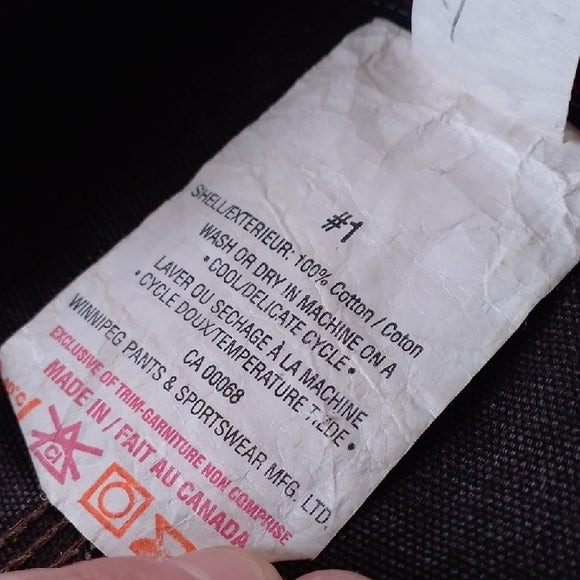 #1
SHELL/EXTERIEUR: 100% Cotton / Coton
WASH OR DRY IN MACHINE ON A
• COOL/DELICATE CYCLE •
LAVER OU SECHAGE À LA MACHINE
• CYCLE DOUX/TEMPERATURE TIEDE •
CA 00068
WINNIPEG PANTS & SPORTSWEAR MFG. LTD.
EXCLUSIVE OF TRIM-GARNITURE NON COMPRISE
MADE IN / FAIT AU CANADA
CL